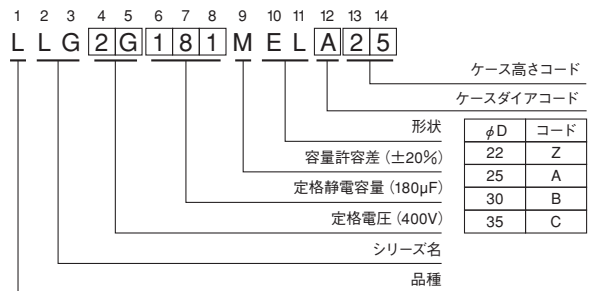 1 2 3 4 5 6 7 8 9 10 11 12 13 14
L L G 2 G 1 8 1 M E L A 2 5
ケース高さコード
ケースダイアコード
形状
容量許容差 (±20%)
定格静電容量 (180μF)
定格電圧 (400V)
シリーズ名
品種
φD コード
22 Z
25 A
30 B
35 C